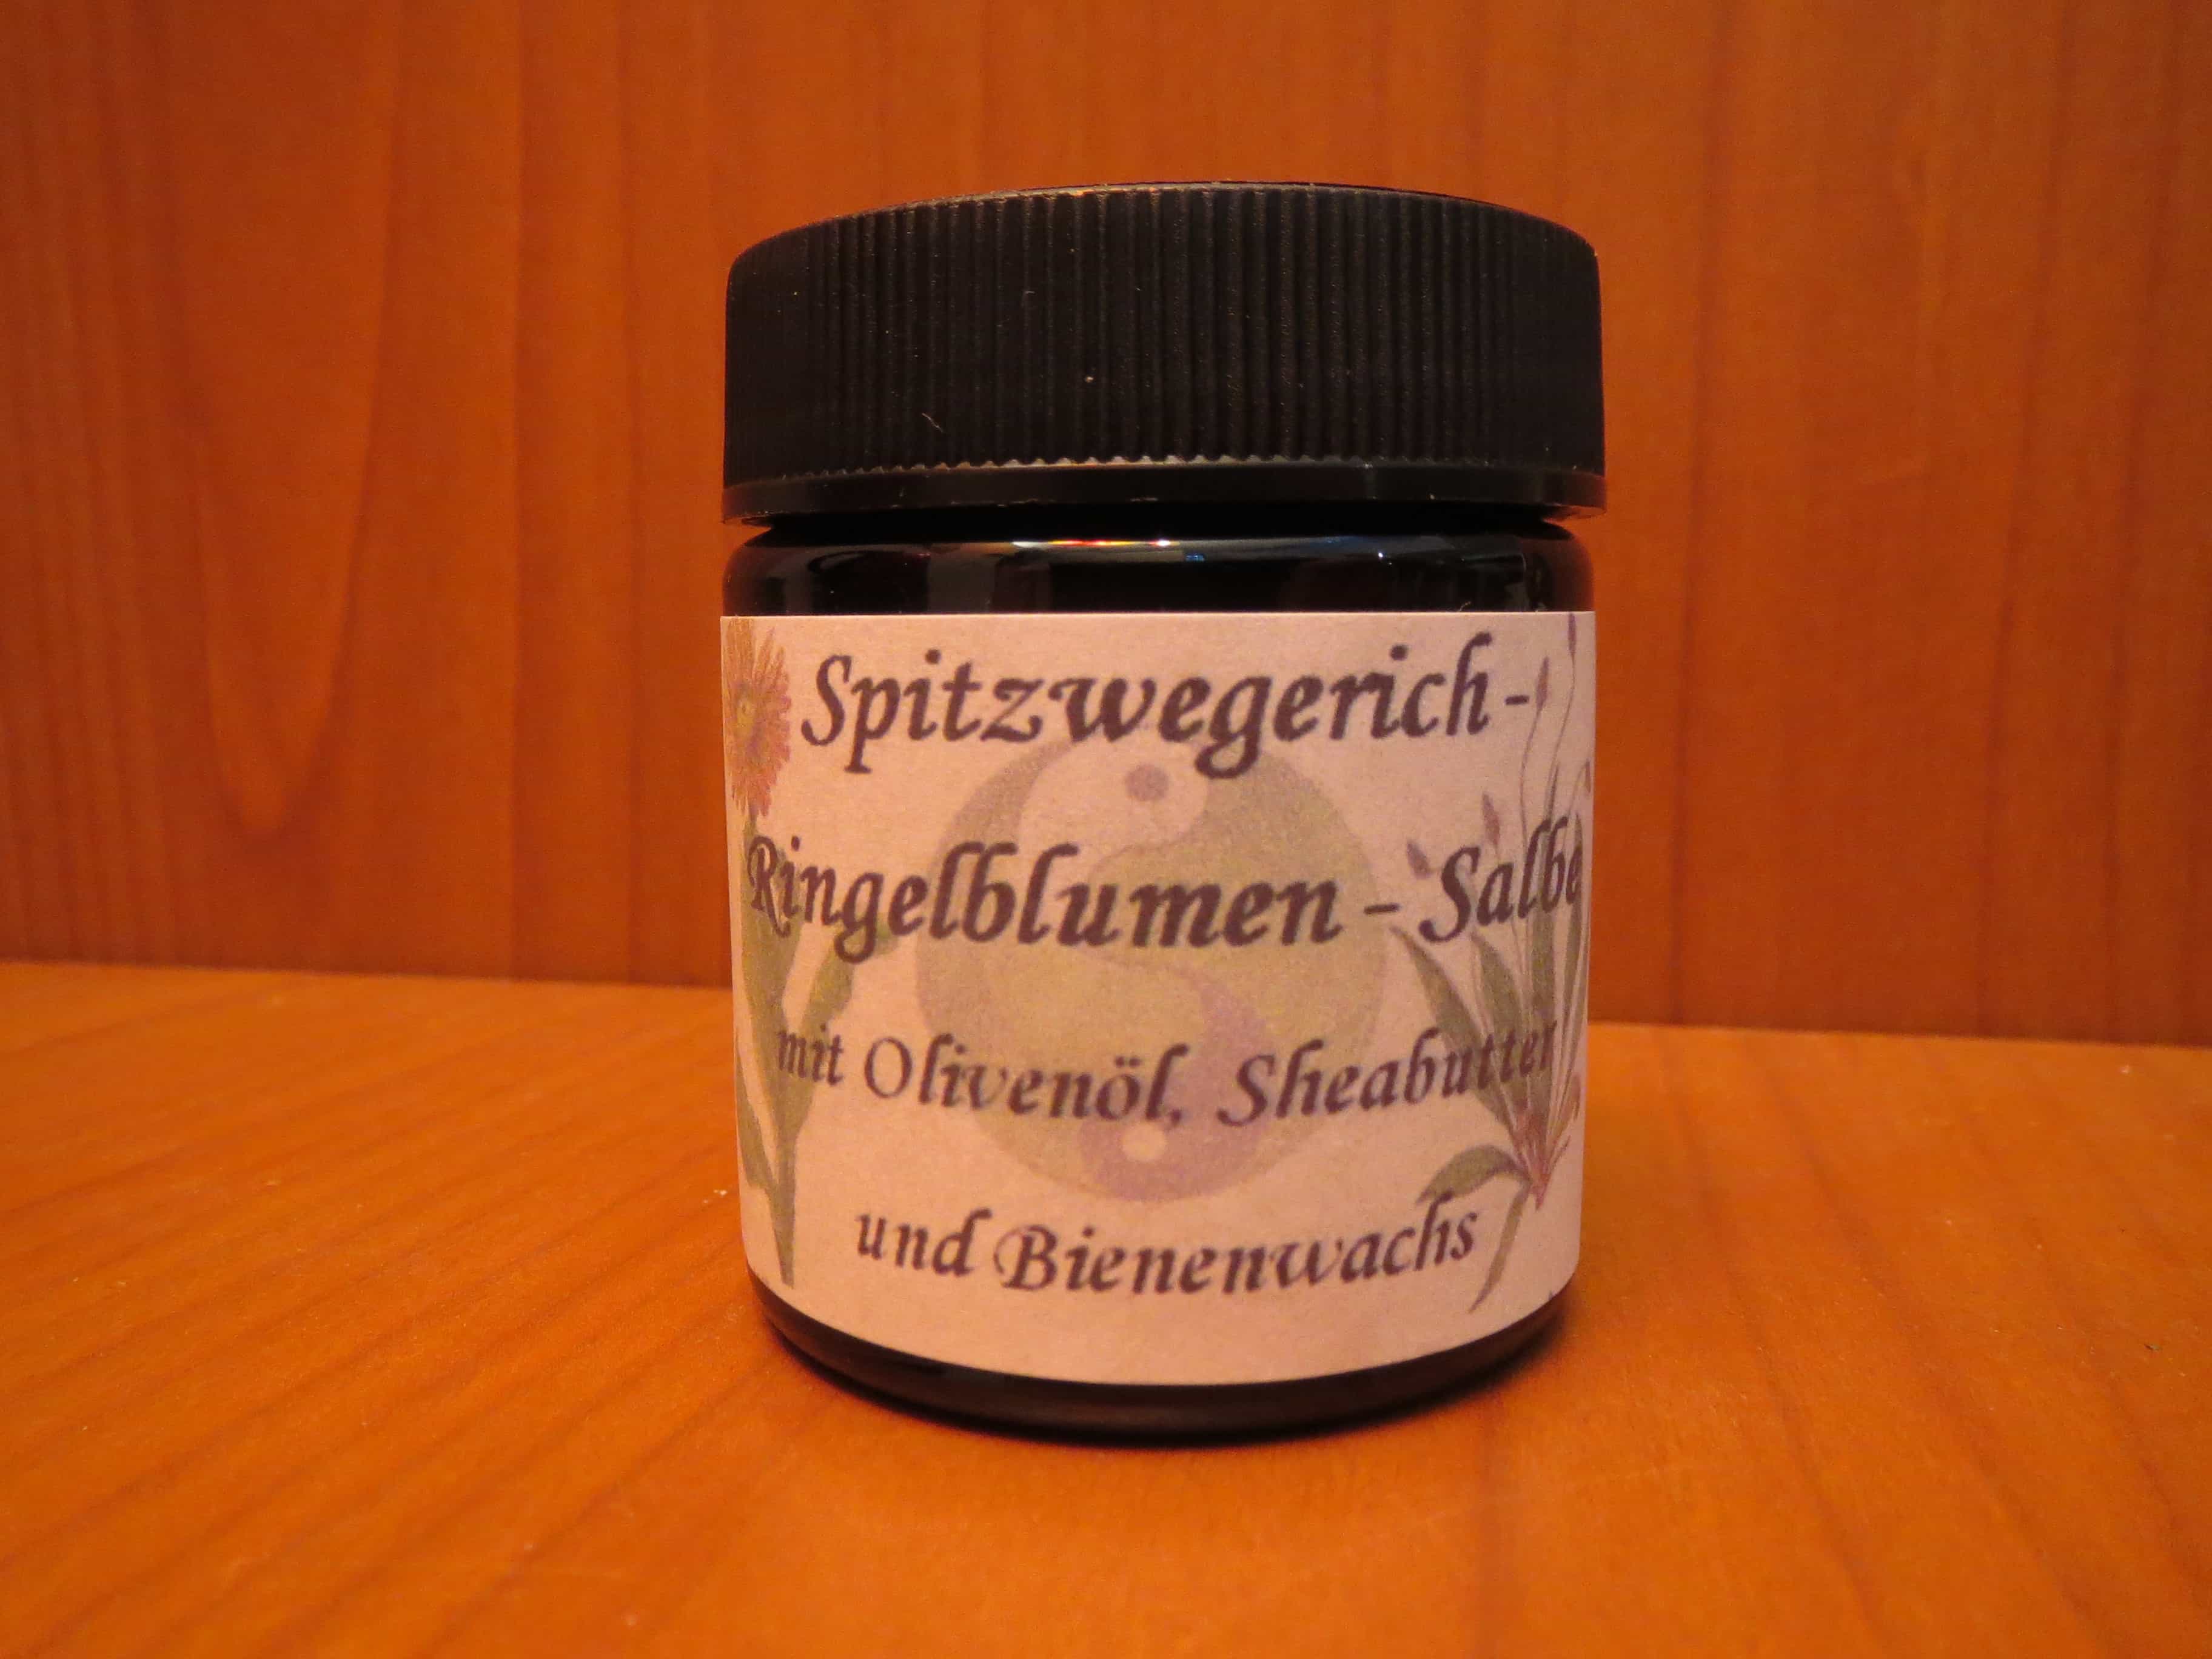 Spitzwegerich-
Ringelblumen - Salbe
mit Olivenöl, Sheabutter
und Bienenwachs